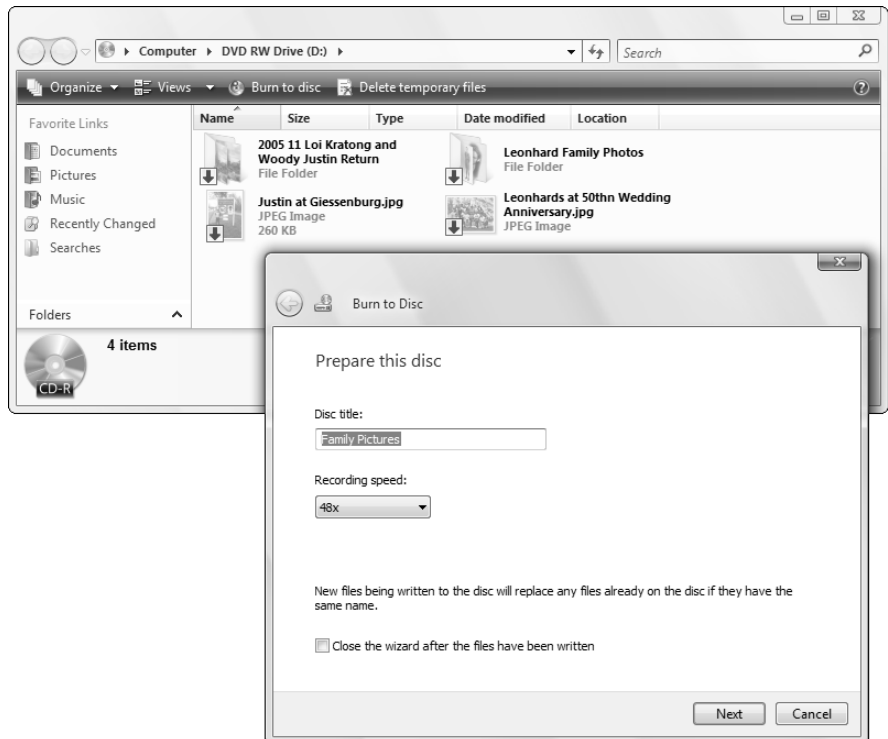 Computer DVD RW Drive (D:) Search
Organize Views Burn to disc Delete temporary files
Favorite Links
Documents
Pictures
Music
Recently Changed
Searches
Folders
Name Size Type Date modified Location
2005 11 Loi Kratong and
Woody Justin Return
File Folder
Leonhard Family Photos
File Folder
Justin at Giessenburg.jpg
JPEG Image
260 KB
Leonhards at 50thn Wedding
Anniversary.jpg
JPEG Image
4 items
CD-R
Burn to Disc
Prepare this disc
Disc title:
Family Pictures
Recording speed:
48x
New files being written to the disc will replace any files already on the disc if they have the
same name.
Close the wizard after the files have been written
Next Cancel